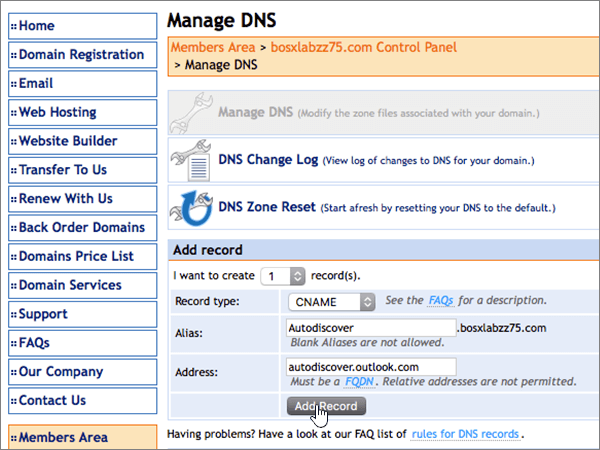 Home
Domain Registration
Email
Web Hosting
Website Builder
Transfer To Us
Renew With Us
Back Order Domains
Domains Price List
Domain Services
Support
FAQs
Our Company
Contact Us
Members Area
Manage DNS
Members Area > bosxlabzz75.com Control Panel
> Manage DNS
Manage DNS (Modify the zone files associated with your domain.)
DNS Change Log (View log of changes to DNS for your domain.)
DNS Zone Reset (Start afresh by resetting your DNS to the default.)
Add record
I want to create 1 record(s).
Record type: CNAME See the FAQs for a description.
Alias: Autodiscover .bosxlabzz75.com
Blank Aliases are not allowed.
Address: autodiscover.outlook.com
Must be a FQDN. Relative addresses are not permitted.
Add Record
Having problems? Have a look at our FAQ list of rules for DNS records.